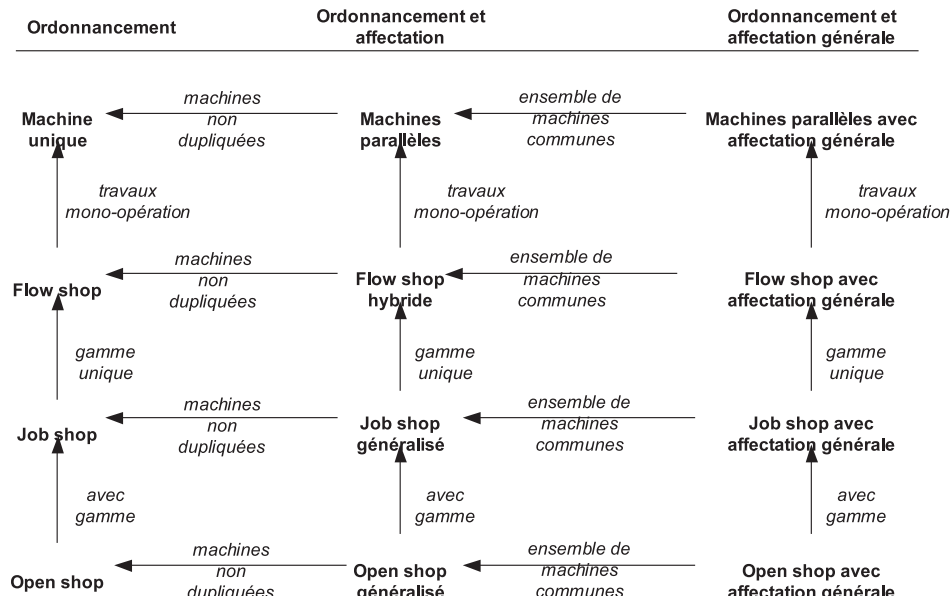 Ordonnancement
Ordonnancement et
affectation
Ordonnancement et
affectation générale
Machine
unique
machines
non
dupliquées
Machines
parallèles
ensemble de
machines
communes
Machines parallèles avec
affectation générale
travaux
mono-opération
travaux
mono-opération
travaux
mono-opération
Flow shop
machines
non
dupliquées
Flow shop
hybride
ensemble de
machines
communes
Flow shop avec
affectation générale
gamme
unique
gamme
unique
gamme
unique
Job shop
machines
non
dupliquées
Job shop
généralisé
ensemble de
machines
communes
Job shop avec
affectation générale
avec
gamme
avec
gamme
avec
gamme
Open shop
machines
non
dupliquées
Open shop
généralisé
ensemble de
machines
communes
Open shop avec
affectation générale